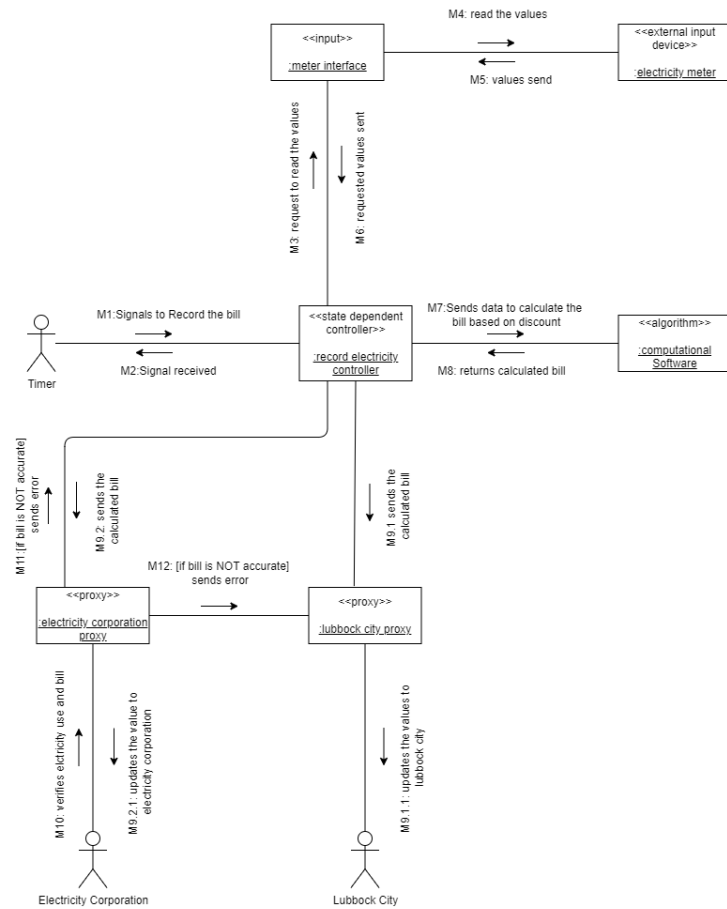 M4: read the values
<<input>>
:meter interface
<<external input
device>>
:electricity meter
M5: values send
M3: request to read the values
M6: requested values sent
M1:Signals to Record the bill
<<state dependent
controller>>
:record electricity
controller
M7:Sends data to calculate the
bill based on discount
<<algorithm>>
:computational
Software
Timer
M2:Signal received
M8: returns calculated bill
M11:[if bill is NOT accurate]
sends error
M9.2: sends the
calculated bill
M9.1 sends the
calculated bill
M12: [if bill is NOT accurate]
sends error
<<proxy>>
:electricity corporation
proxy
<<proxy>>
:lubbock city proxy
M10: verifies elctricity use and bill
M9.2.1: updates the value to
electricity corporation
M9.1.1: updates the values to
lubbock city
Electricity Corporation
Lubbock City